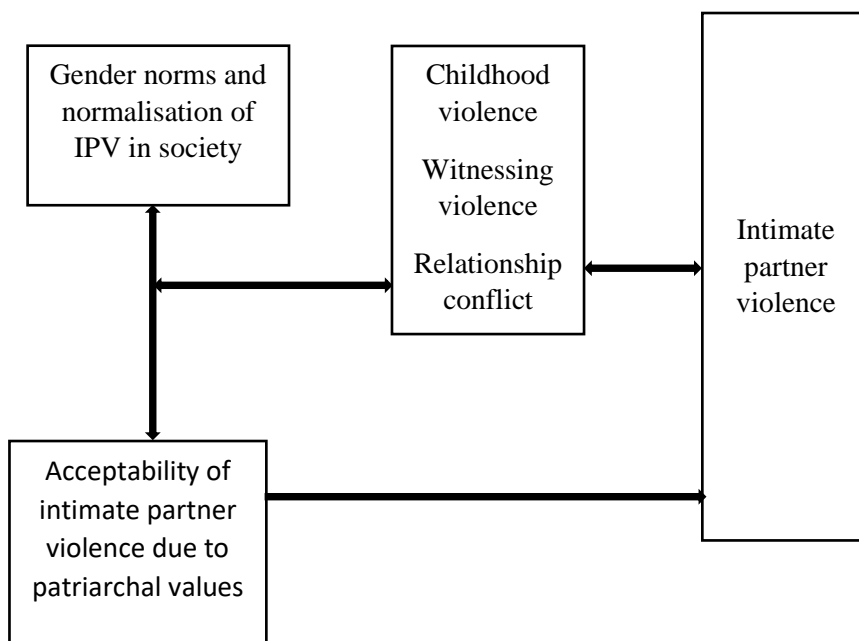 Gender norms and
normalisation of
IPV in society
Childhood
violence
Witnessing
violence
Relationship
conflict
Intimate
partner
violence
Acceptability of
intimate partner
violence due to
patriarchal values